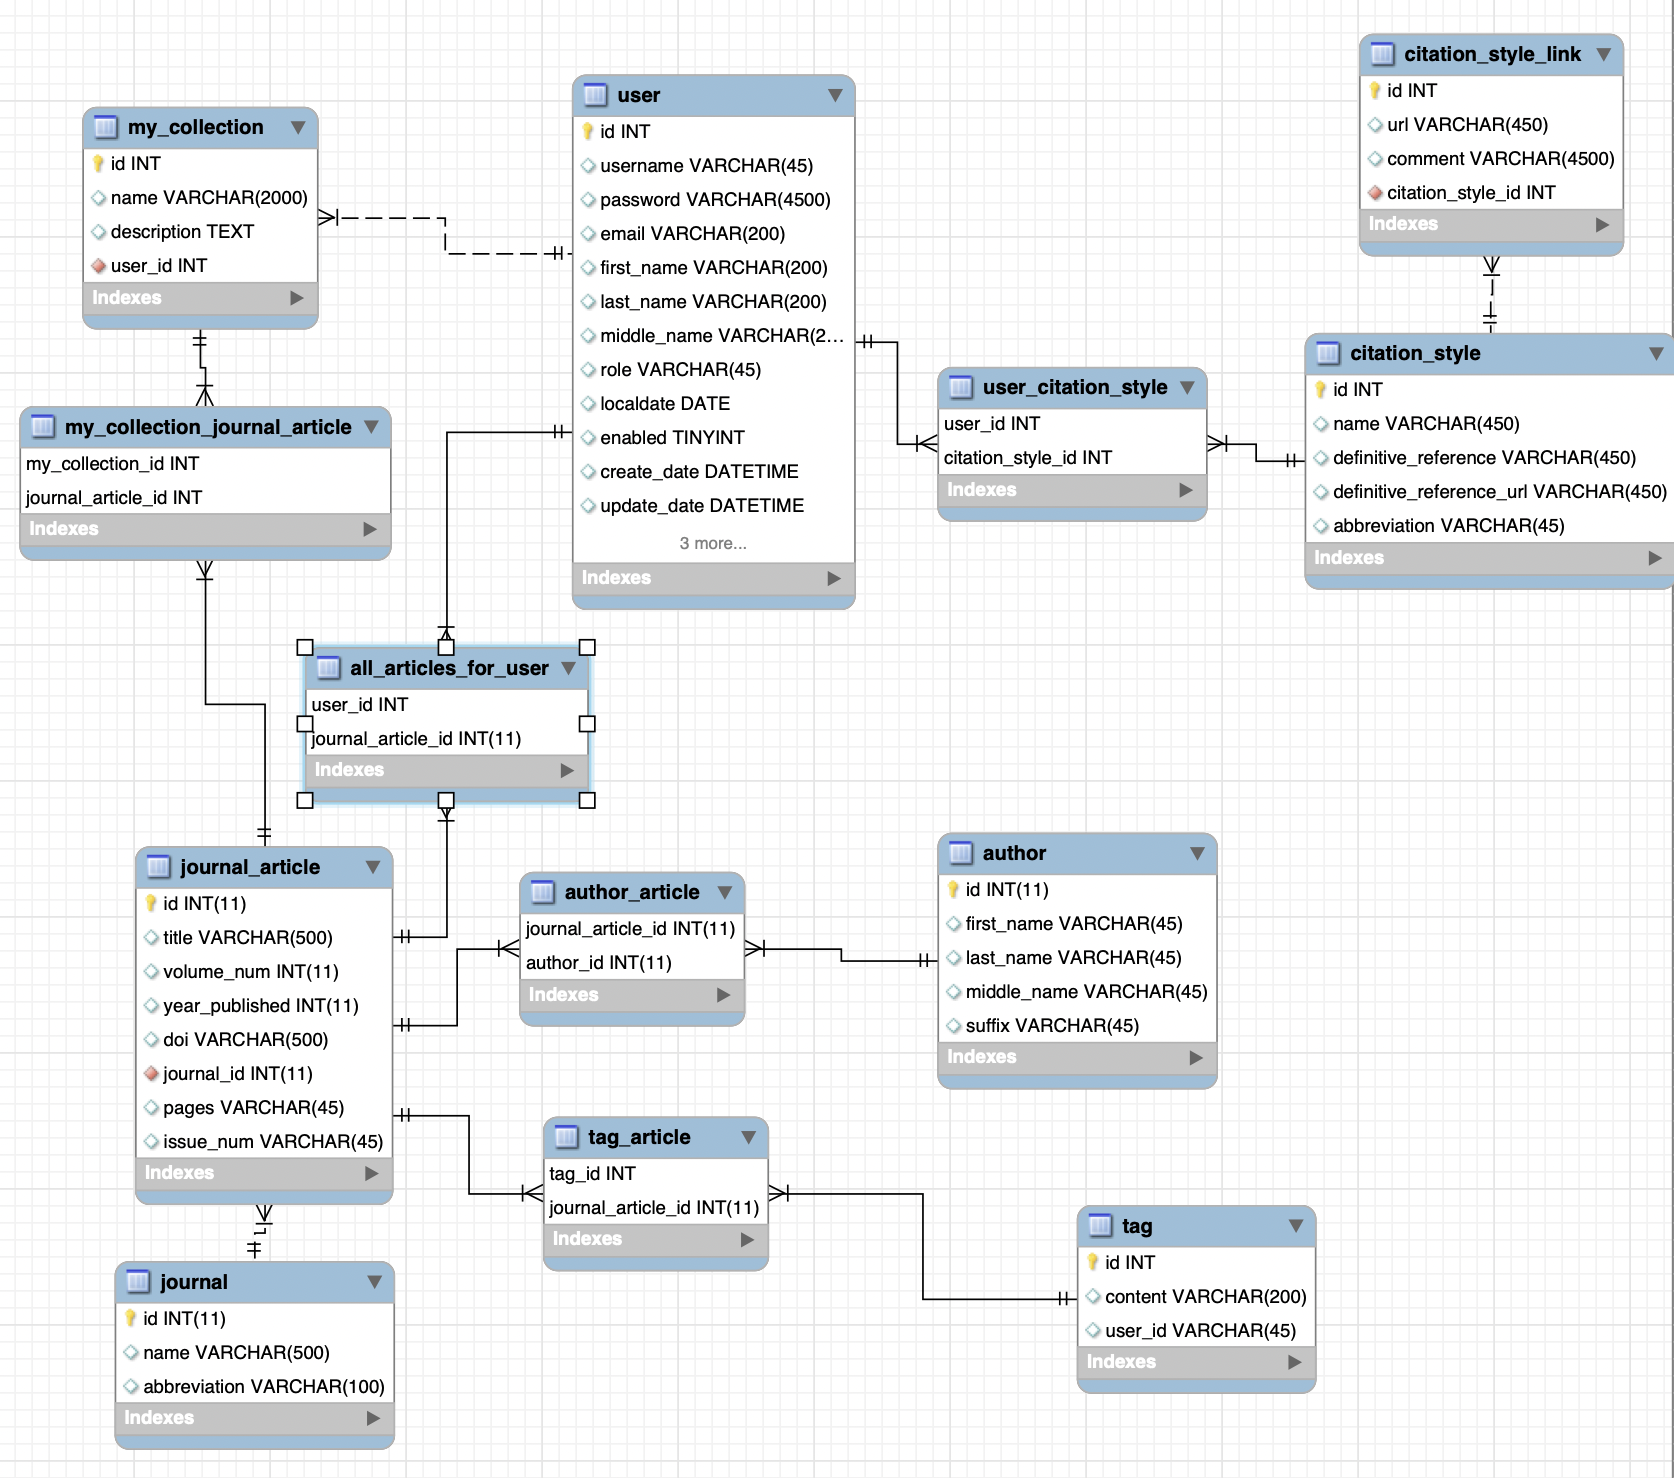 citation_style_link
id INT
url VARCHAR(450)
comment VARCHAR(4500)
citation_style_id INT
Indexes
user
id INT
username VARCHAR(45)
password VARCHAR(4500)
email VARCHAR(200)
first_name VARCHAR(200)
last_name VARCHAR(200)
middle_name VARCHAR(2...
role VARCHAR(45)
localdate DATE
enabled TINYINT
create_date DATETIME
update_date DATETIME
3 more...
Indexes
my_collection
id INT
name VARCHAR(2000)
description TEXT
user_id INT
Indexes
citation_style
id INT
name VARCHAR(450)
definitive_reference VARCHAR(450)
definitive_reference_url VARCHAR(450)
abbreviation VARCHAR(45)
Indexes
user_citation_style
user_id INT
citation_style_id INT
Indexes
my_collection_journal_article
my_collection_id INT
journal_article_id INT
Indexes
all_articles_for_user
user_id INT
journal_article_id INT(11)
Indexes
journal_article
id INT(11)
title VARCHAR(500)
volume_num INT(11)
year_published INT(11)
doi VARCHAR(500)
journal_id INT(11)
pages VARCHAR(45)
issue_num VARCHAR(45)
Indexes
author_article
journal_article_id INT(11)
author_id INT(11)
Indexes
author
id INT(11)
first_name VARCHAR(45)
last_name VARCHAR(45)
middle_name VARCHAR(45)
suffix VARCHAR(45)
Indexes
tag_article
tag_id INT
journal_article_id INT(11)
Indexes
tag
id INT
content VARCHAR(200)
user_id VARCHAR(45)
Indexes
journal
id INT(11)
name VARCHAR(500)
abbreviation VARCHAR(100)
Indexes